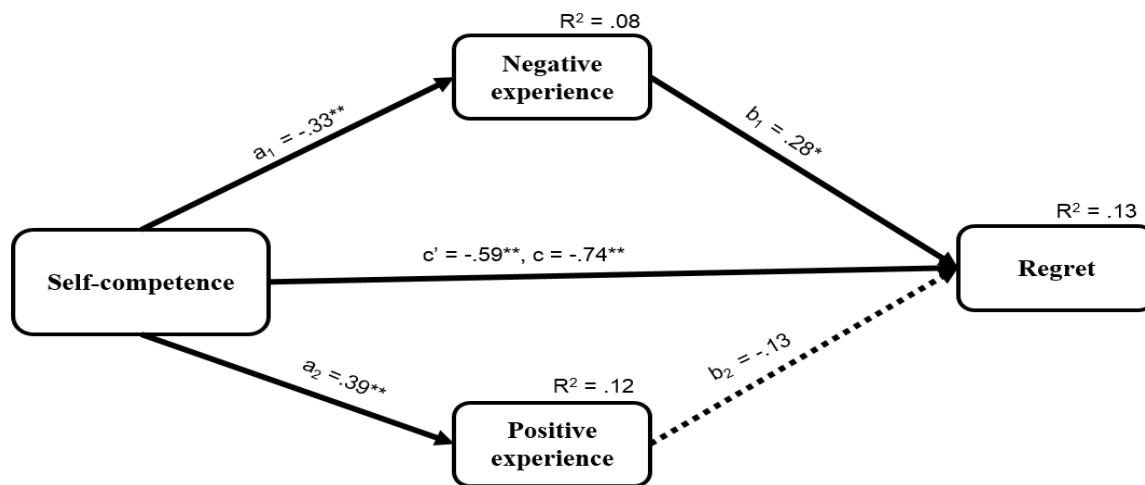 R² = .08
Negative
experience
a₁ = -.33**
b₁ = .28*
R² = .13
Self-competence
c' = -.59**, c = -.74**
Regret
a₂ =.39**
b₂ = -.13
R² = .12
Positive
experience